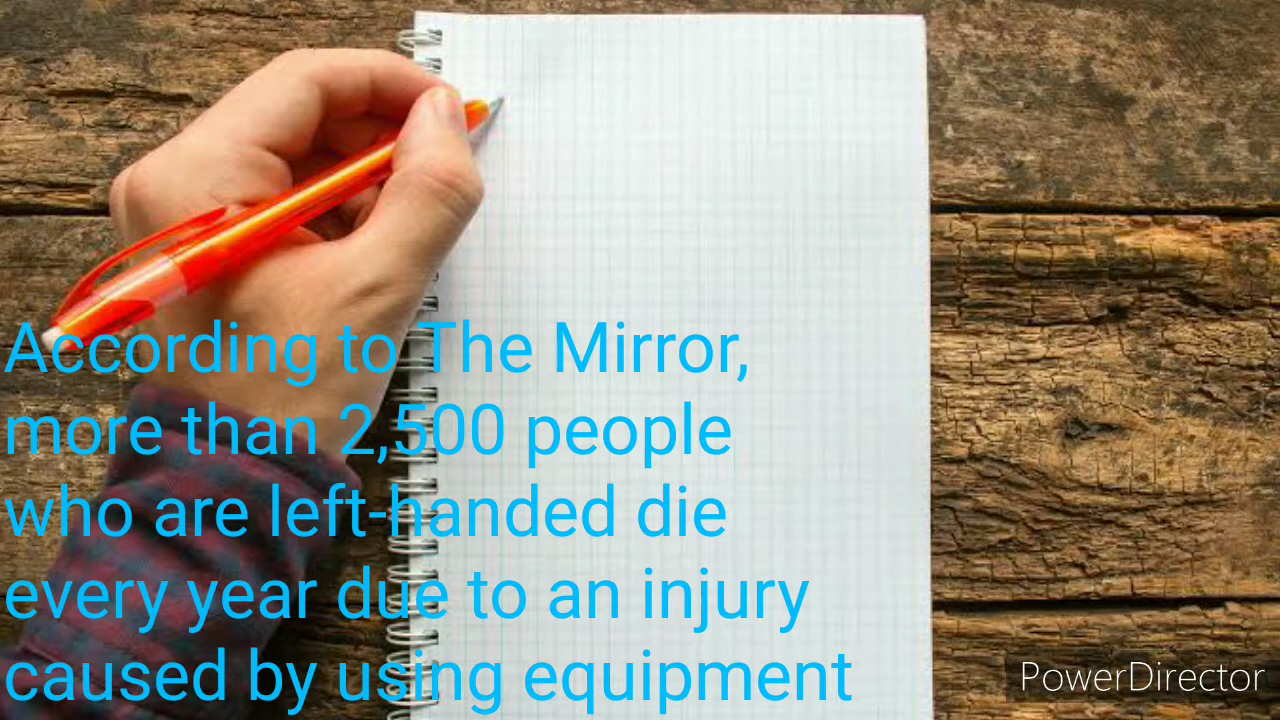 According to The Mirror,
more than 2,500 people
who are left-handed die
every year due to an injury
caused by using equipment
PowerDirector